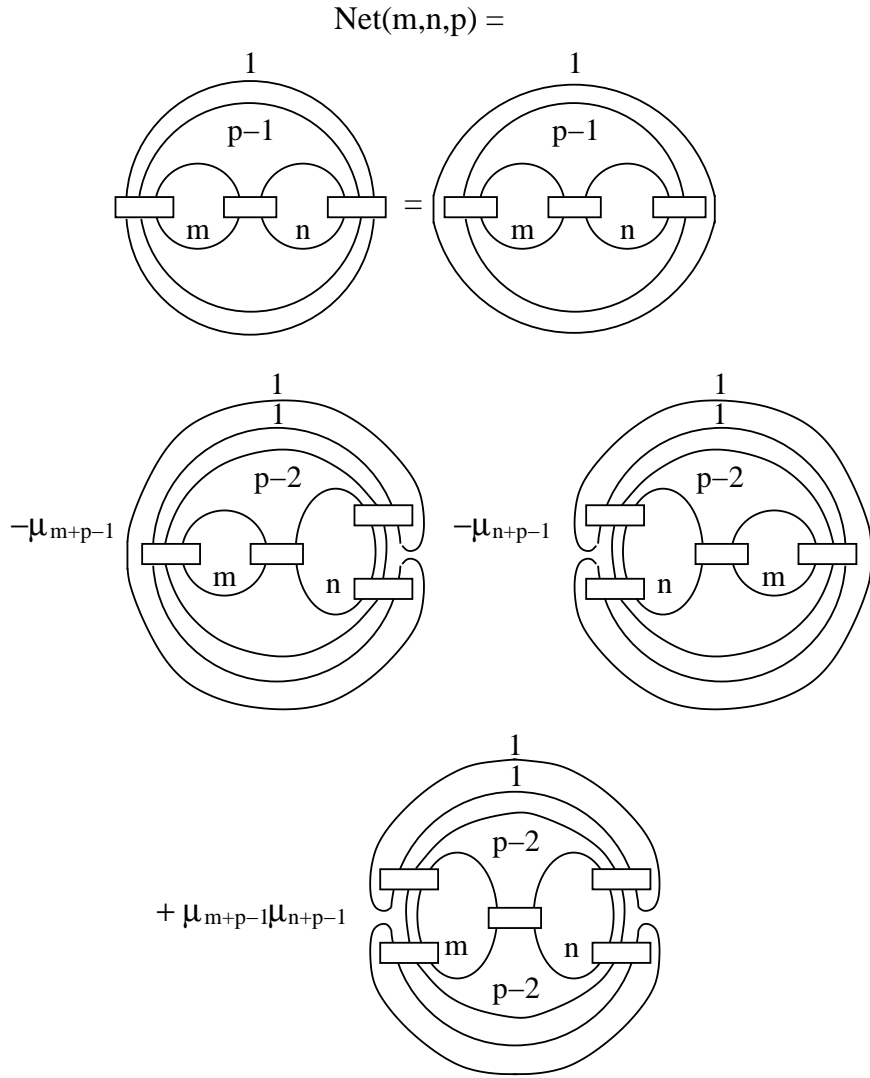 Net(m,n,p) =
1 1
p−1 p−1
m n = m n
1 1
1 1
p−2 p−2
−μm+p−1 −μn+p−1
m n n m
1
1
p−2
+ μm+p−1μn+p−1
m n
p−2